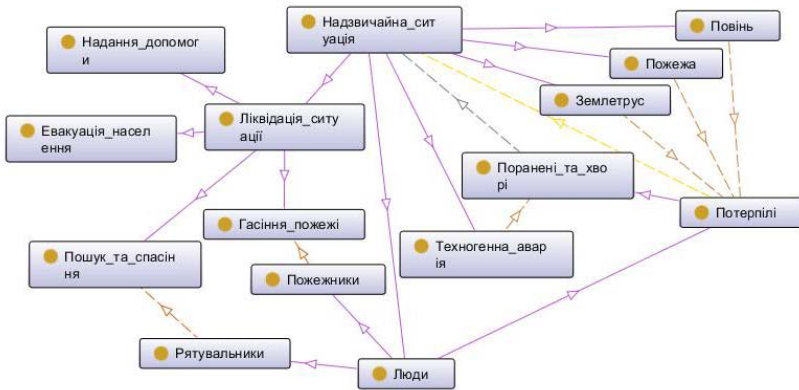 Надзвичайна_сит
уація
Повінь
Надання_допомог
и
Пожежа
Землетрус
Ліквідація_ситу
ації
Евакуація_насел
ення
Поранені_та_хво
рі
Потерпілі
Гасіння_пожежі
Техногенна_авар
ія
Пошук_та_спасін
ня
Пожежники
Рятувальники
Люди